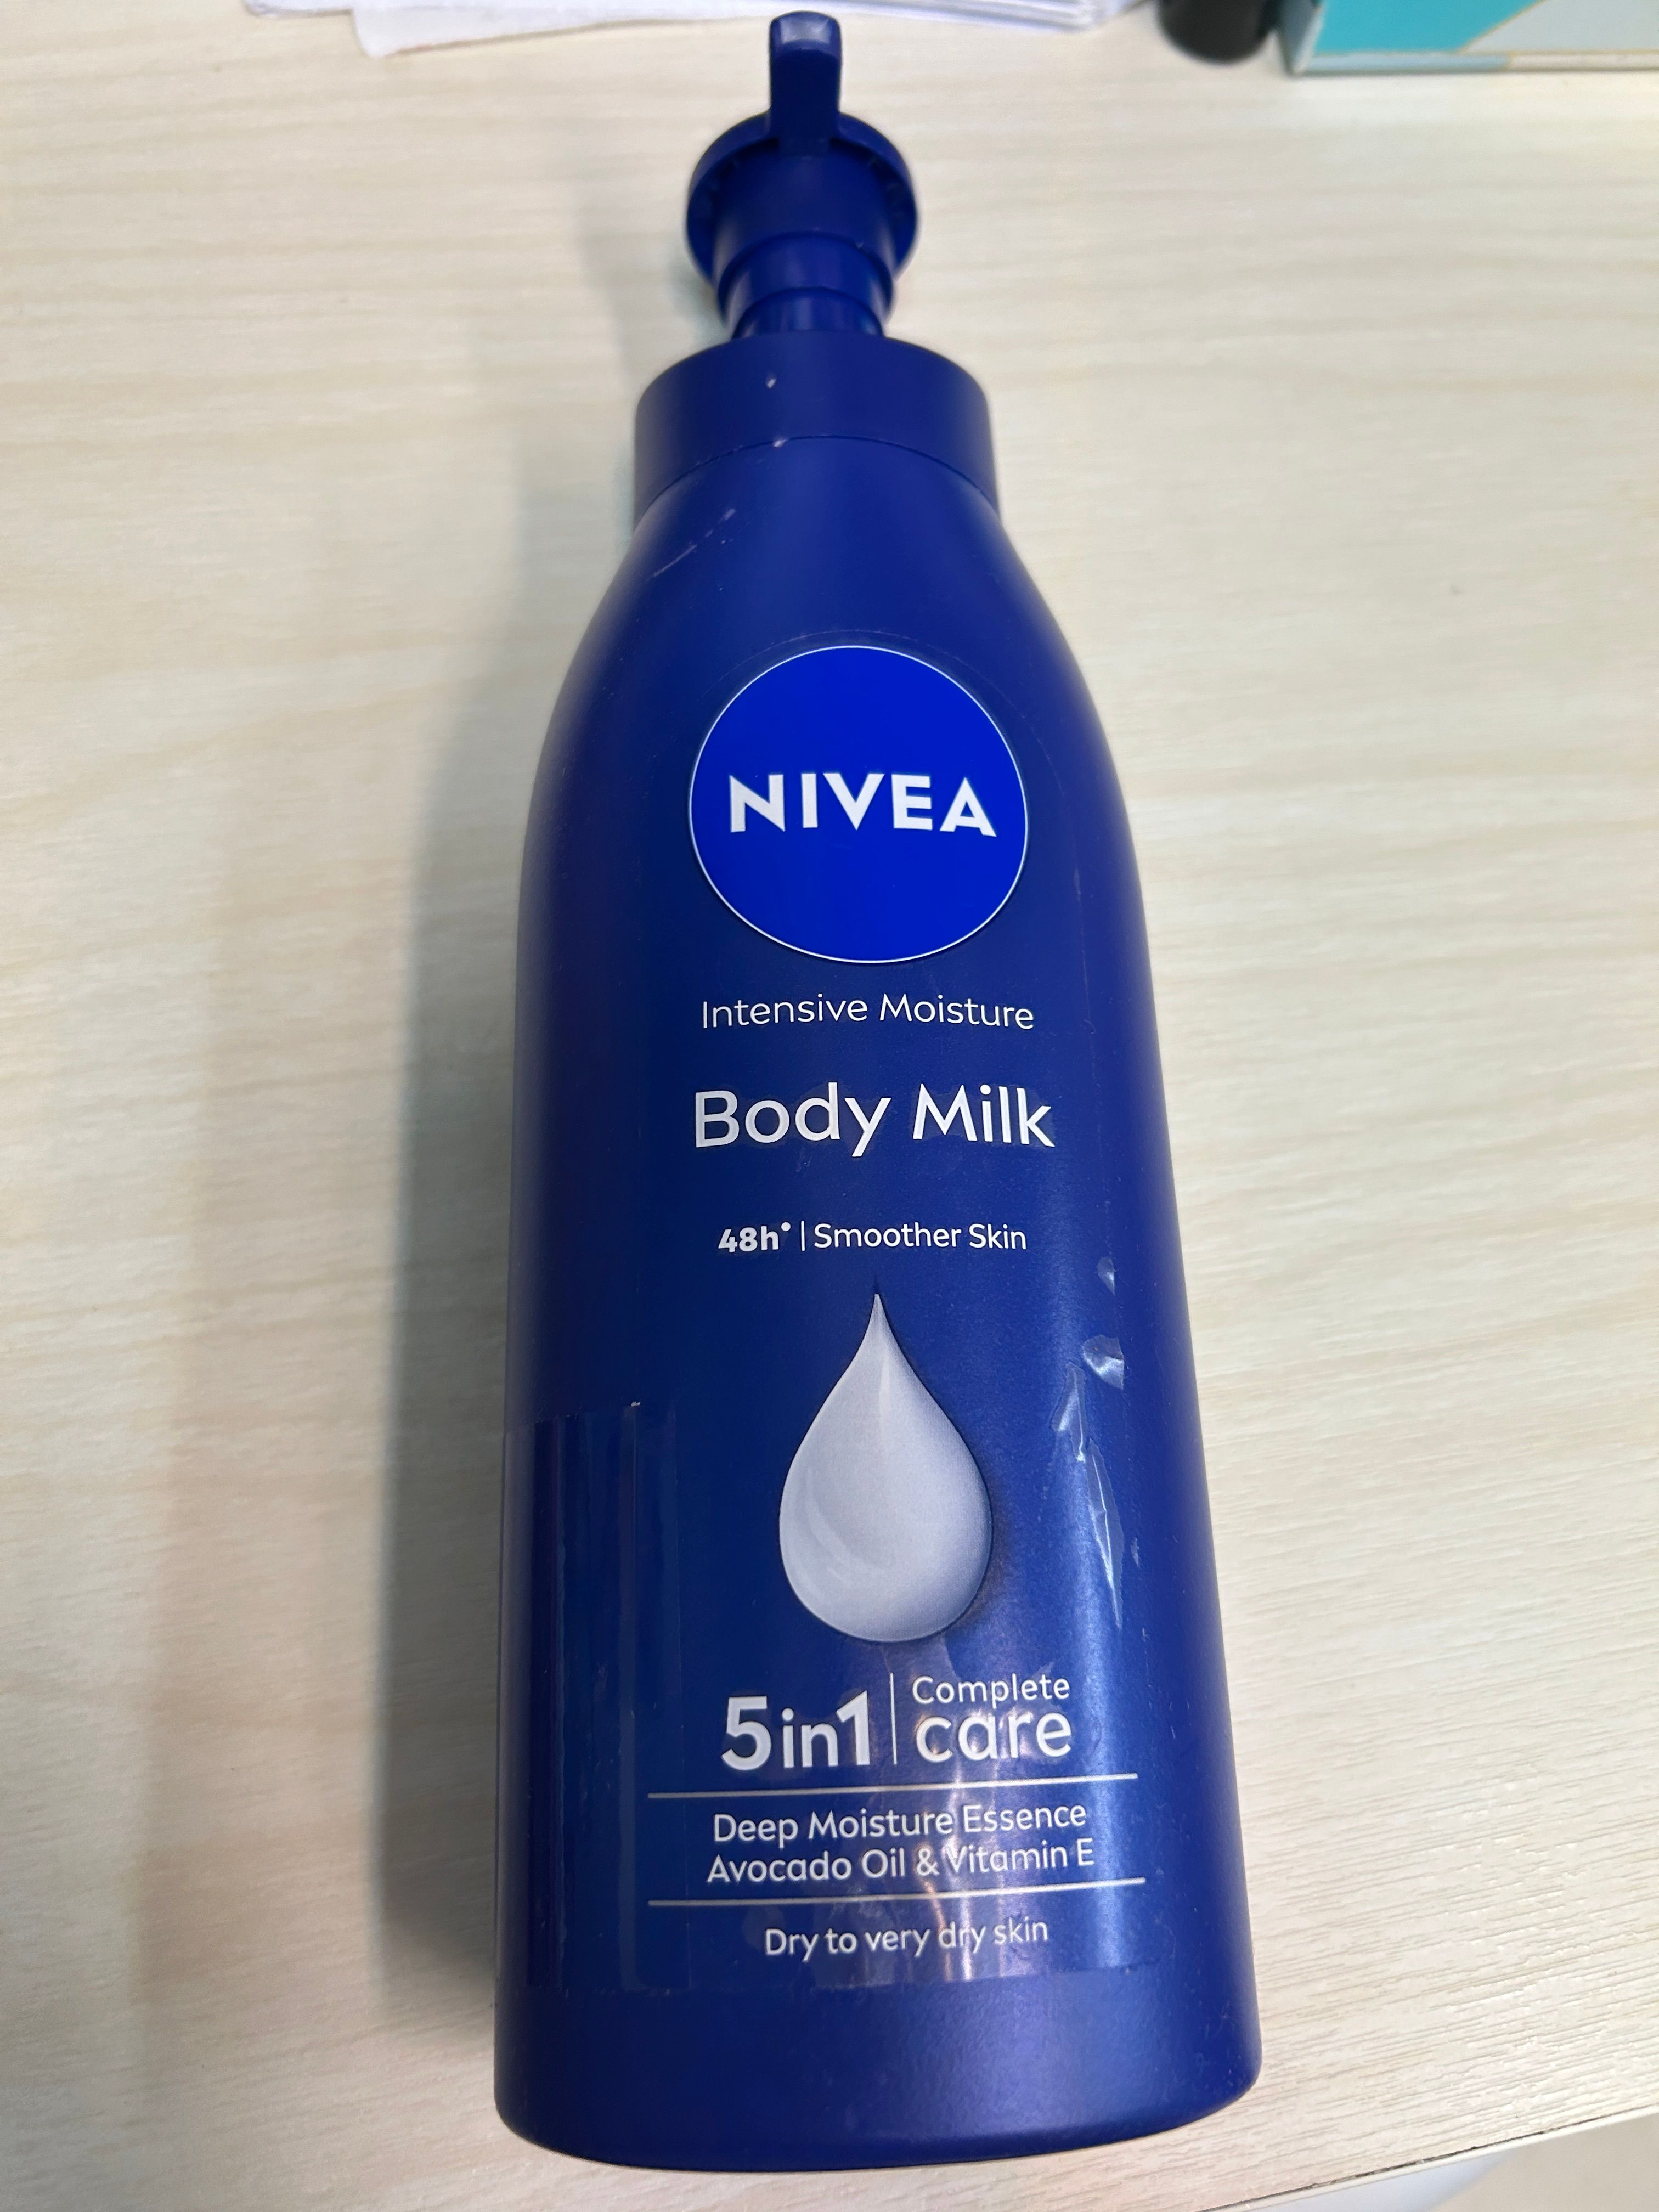 NIVEA
Intensive Moisture
Body Milk
48h* | Smoother Skin
5in1 | Complete care
Deep Moisture Essence
Avocado Oil & Vitamin E
Dry to very dry skin